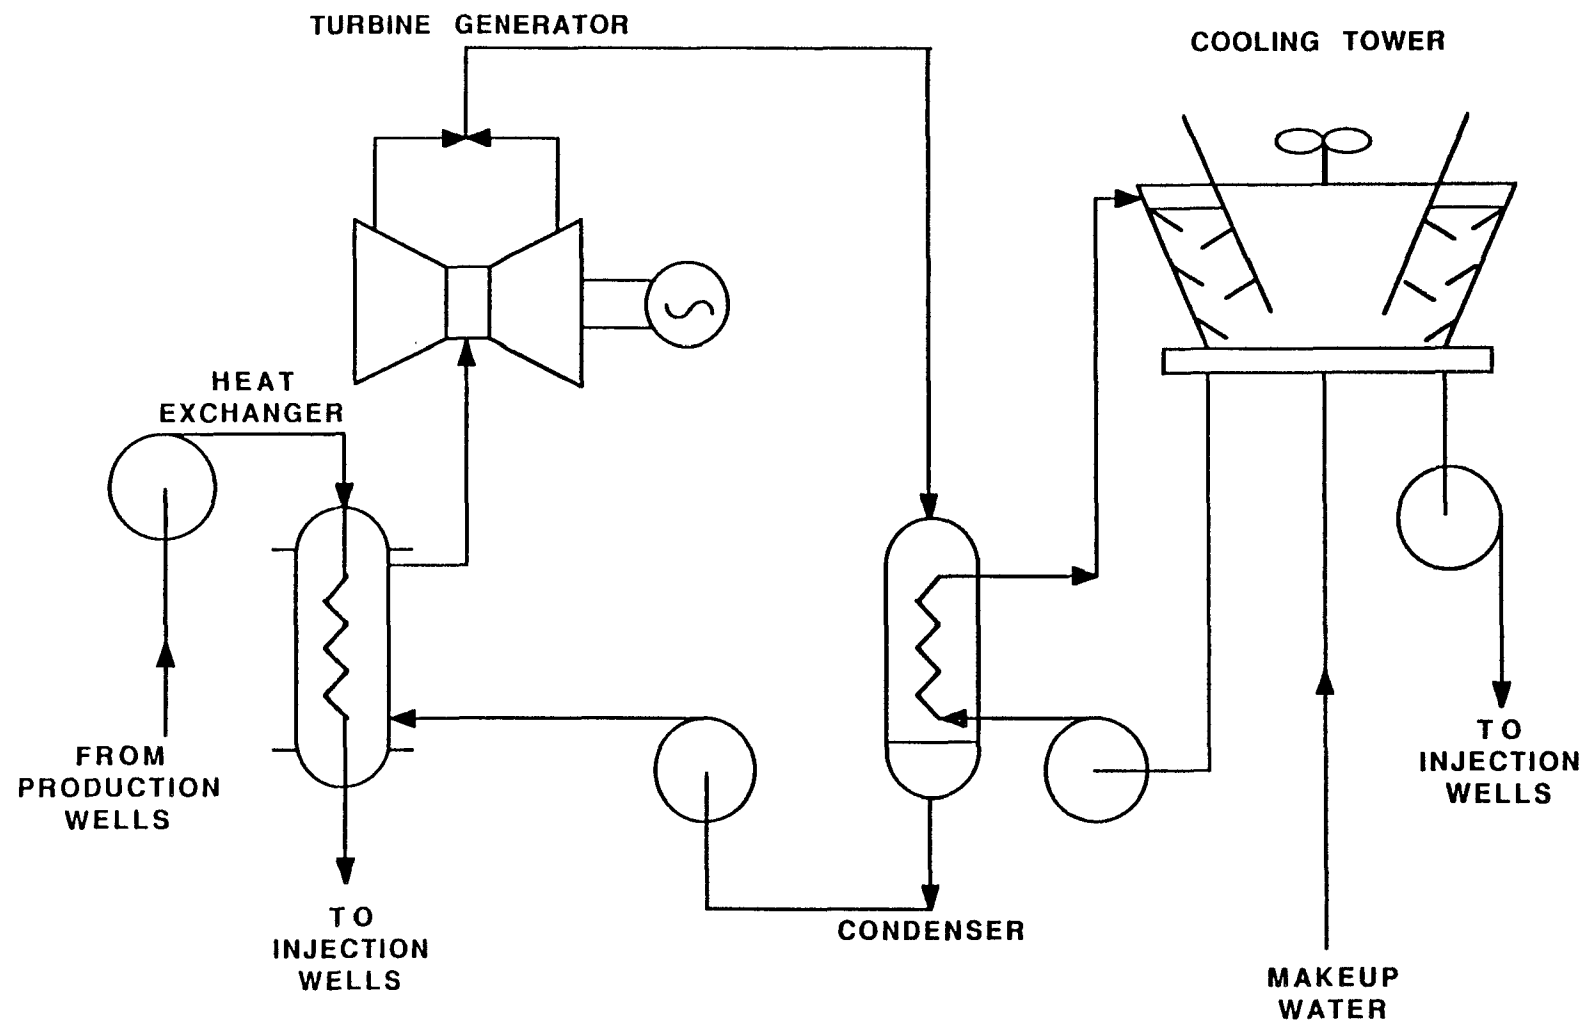 TURBINE GENERATOR
COOLING TOWER
HEAT
EXCHANGER
FROM
PRODUCTION
WELLS
TO
INJECTION
WELLS
CONDENSER
TO
INJECTION
WELLS
MAKEUP
WATER